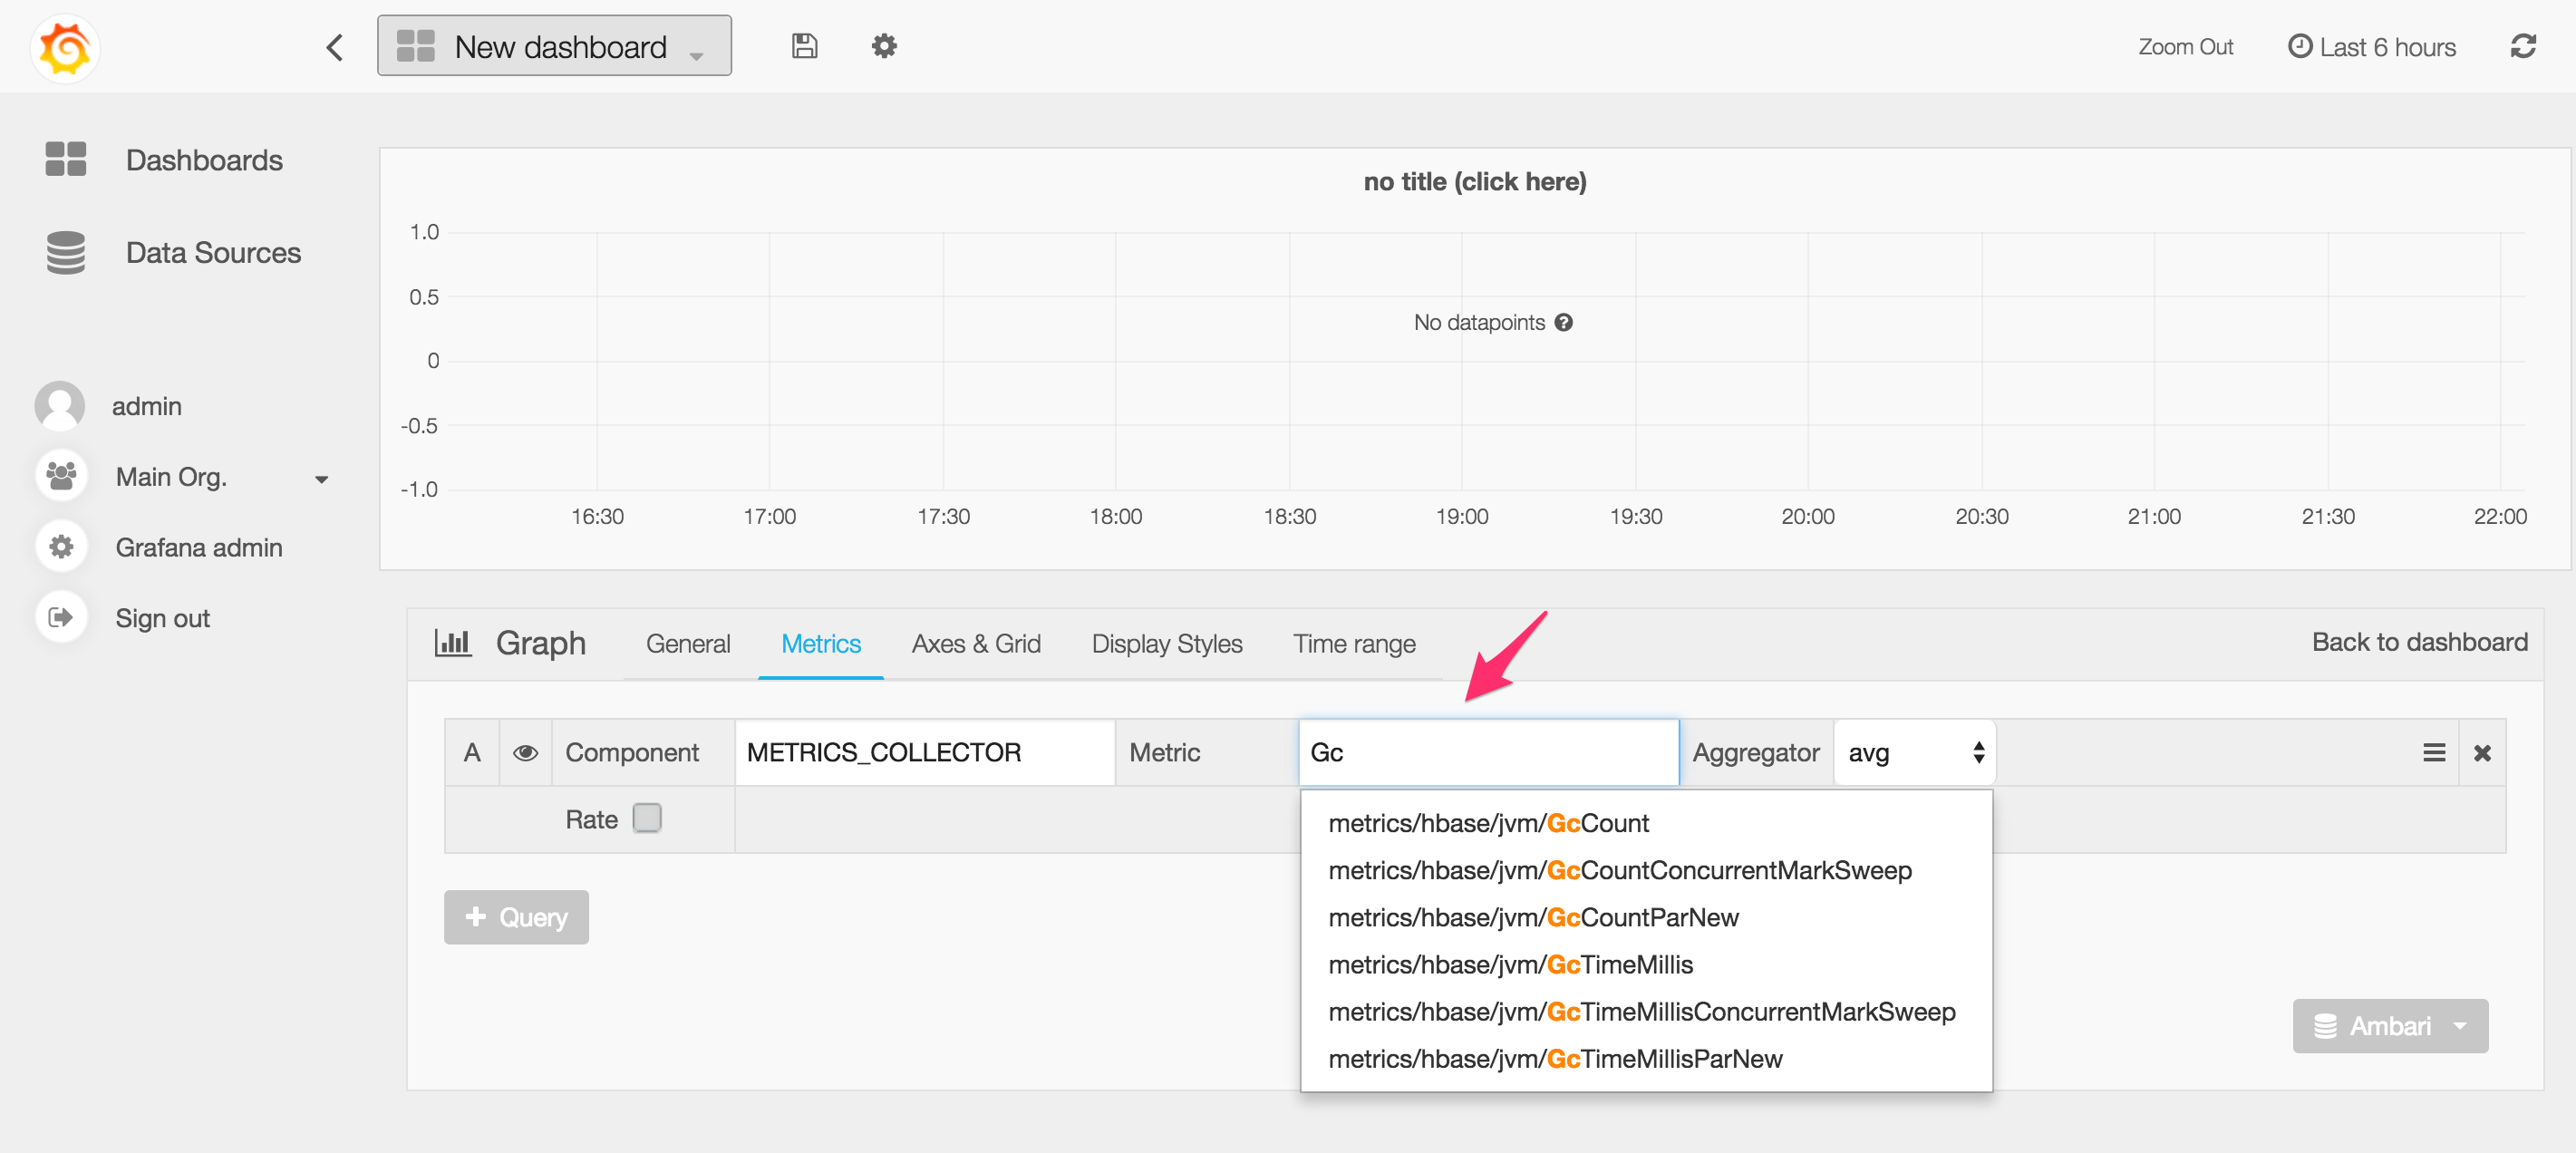 New dashboard
Zoom Out
Last 6 hours
Dashboards
Data Sources
admin
Main Org.
Grafana admin
Sign out
no title (click here)
1.0
0.5
0
-0.5
-1.0
No datapoints
16:30 17:00 17:30 18:00 18:30 19:00 19:30 20:00 20:30 21:00 21:30 22:00
Graph General Metrics Axes & Grid Display Styles Time range Back to dashboard
A Component METRICS_COLLECTOR Metric Gc Aggregator avg
Rate
metrics/hbase/jvm/GcCount
metrics/hbase/jvm/GcCountConcurrentMarkSweep
metrics/hbase/jvm/GcCountParNew
metrics/hbase/jvm/GcTimeMillis
metrics/hbase/jvm/GcTimeMillisConcurrentMarkSweep
metrics/hbase/jvm/GcTimeMillisParNew
Query
Ambari